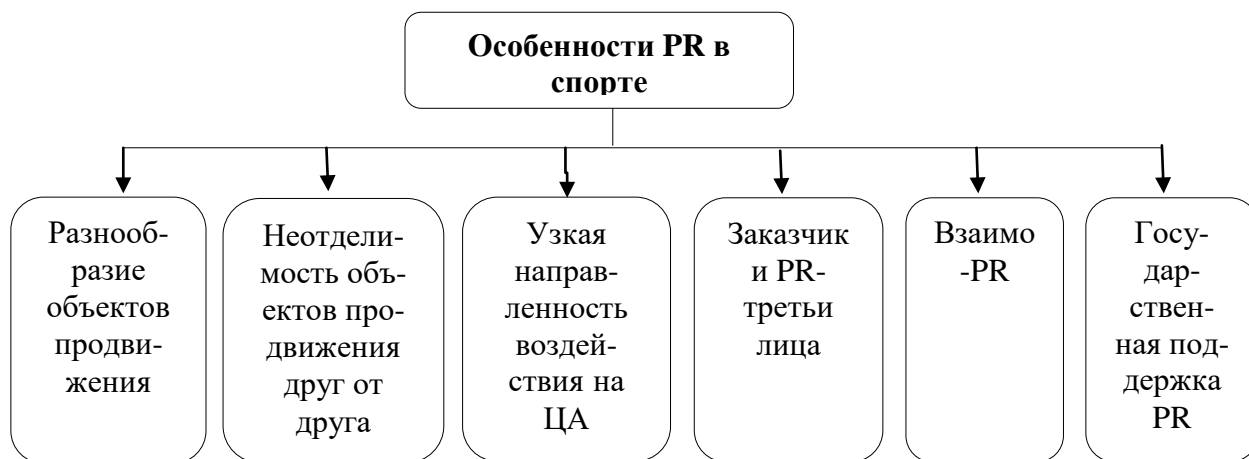 Особенности PR в
спорте
Разнооб-
разие
объектов
продви-
жения
Неотдели-
мость объ-
ектов про-
движения
друг от
друга
Узкая
направ-
ленность
воздей-
ствия на
ЦА
Заказчик
и PR-
третьи
лица
Взаимо
-PR
Госу-
дар-
ствен-
ная под-
держка
PR